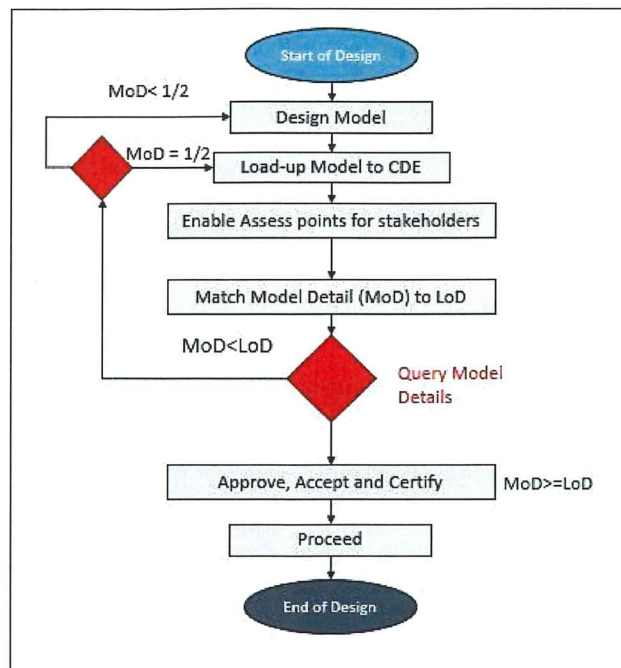 Start of Design
MoD< 1/2
Design Model
MoD = 1/2
Load-up Model to CDE
Enable Assess points for stakeholders
Match Model Detail (MoD) to LoD
MoD<LoD
Query Model
Details
Approve, Accept and Certify
MoD>=LoD
Proceed
End of Design